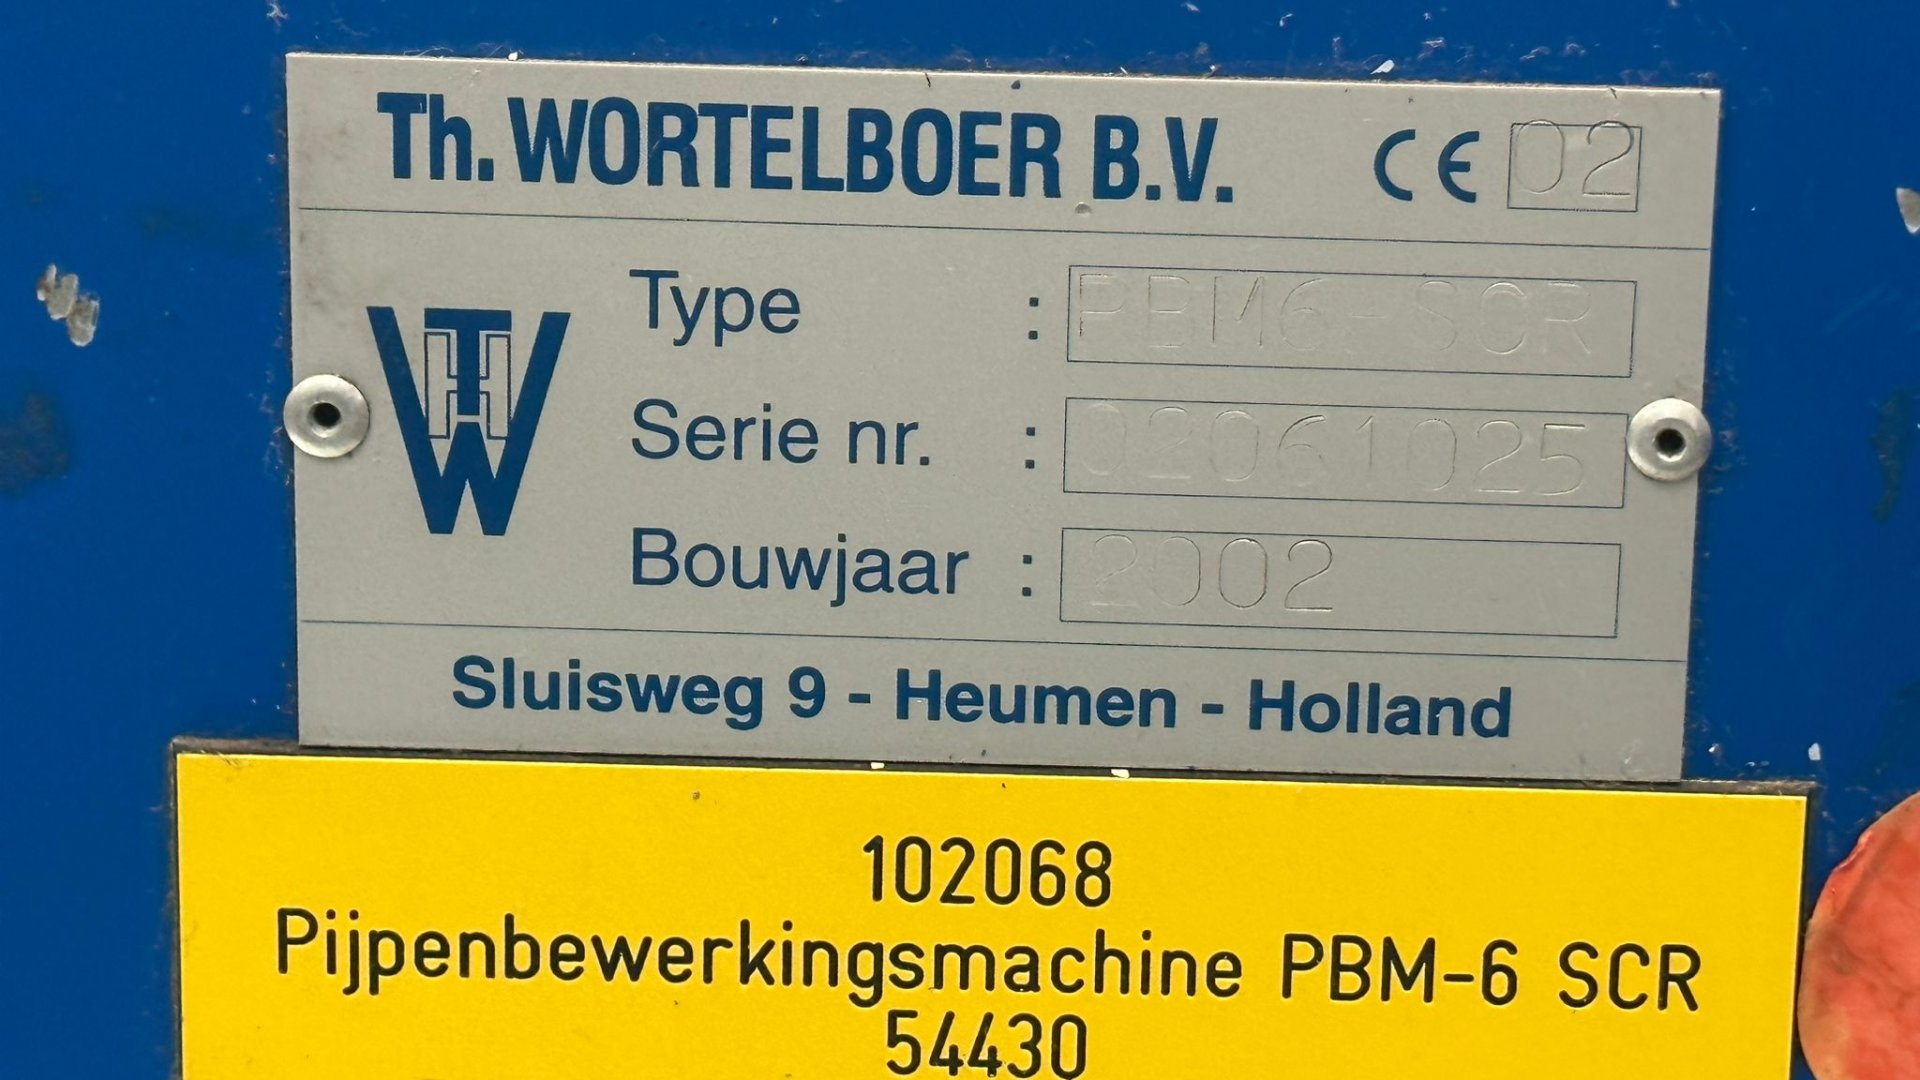 Th. WORTELBOER B.V. CE 02
Type : PBM6-SCR
Serie nr. : 02061025
Bouwjaar : 2002
Sluisweg 9 - Heumen - Holland
102068
Pijpenbewerkingsmachine PBM-6 SCR
54430